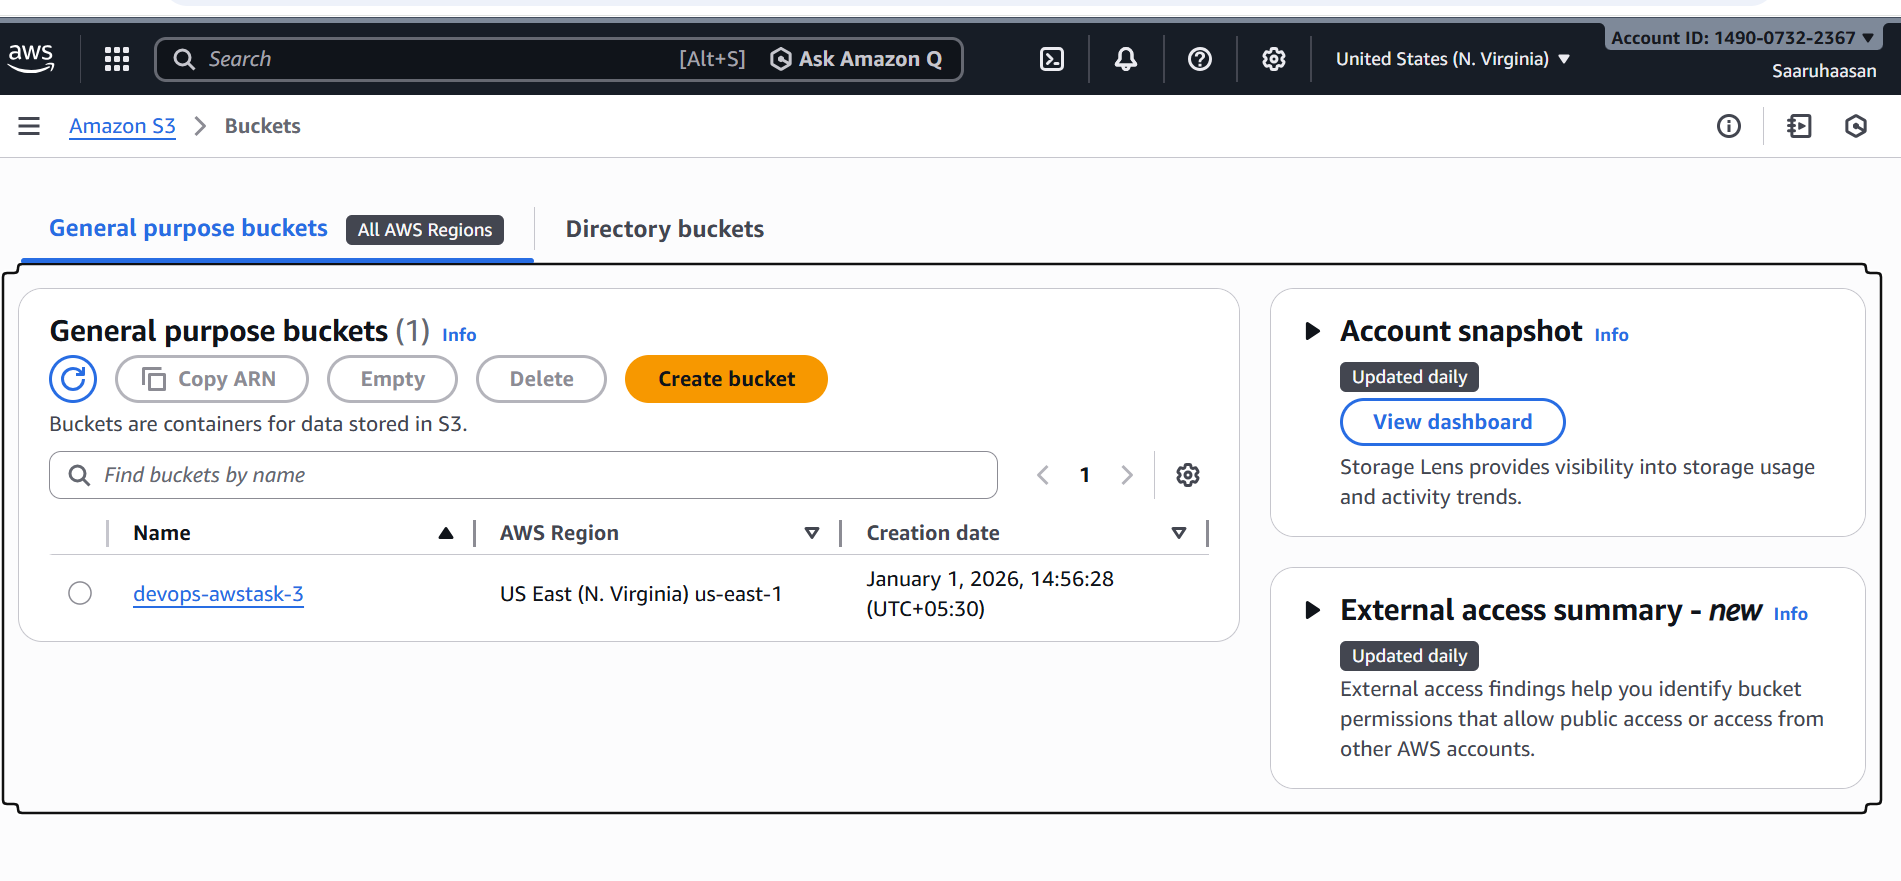 aws
Search [Alt+S] Ask Amazon Q
United States (N. Virginia)
Account ID: 1490-0732-2367
Saaruhaasan
Amazon S3 > Buckets
General purpose buckets All AWS Regions Directory buckets
General purpose buckets (1) Info
Copy ARN Empty Delete Create bucket
Buckets are containers for data stored in S3.
Find buckets by name 1
Name AWS Region Creation date
devops-awstask-3 US East (N. Virginia) us-east-1 January 1, 2026, 14:56:28
(UTC+05:30)
Account snapshot Info
Updated daily
View dashboard
Storage Lens provides visibility into storage usage
and activity trends.
External access summary - new Info
Updated daily
External access findings help you identify bucket
permissions that allow public access or access from
other AWS accounts.